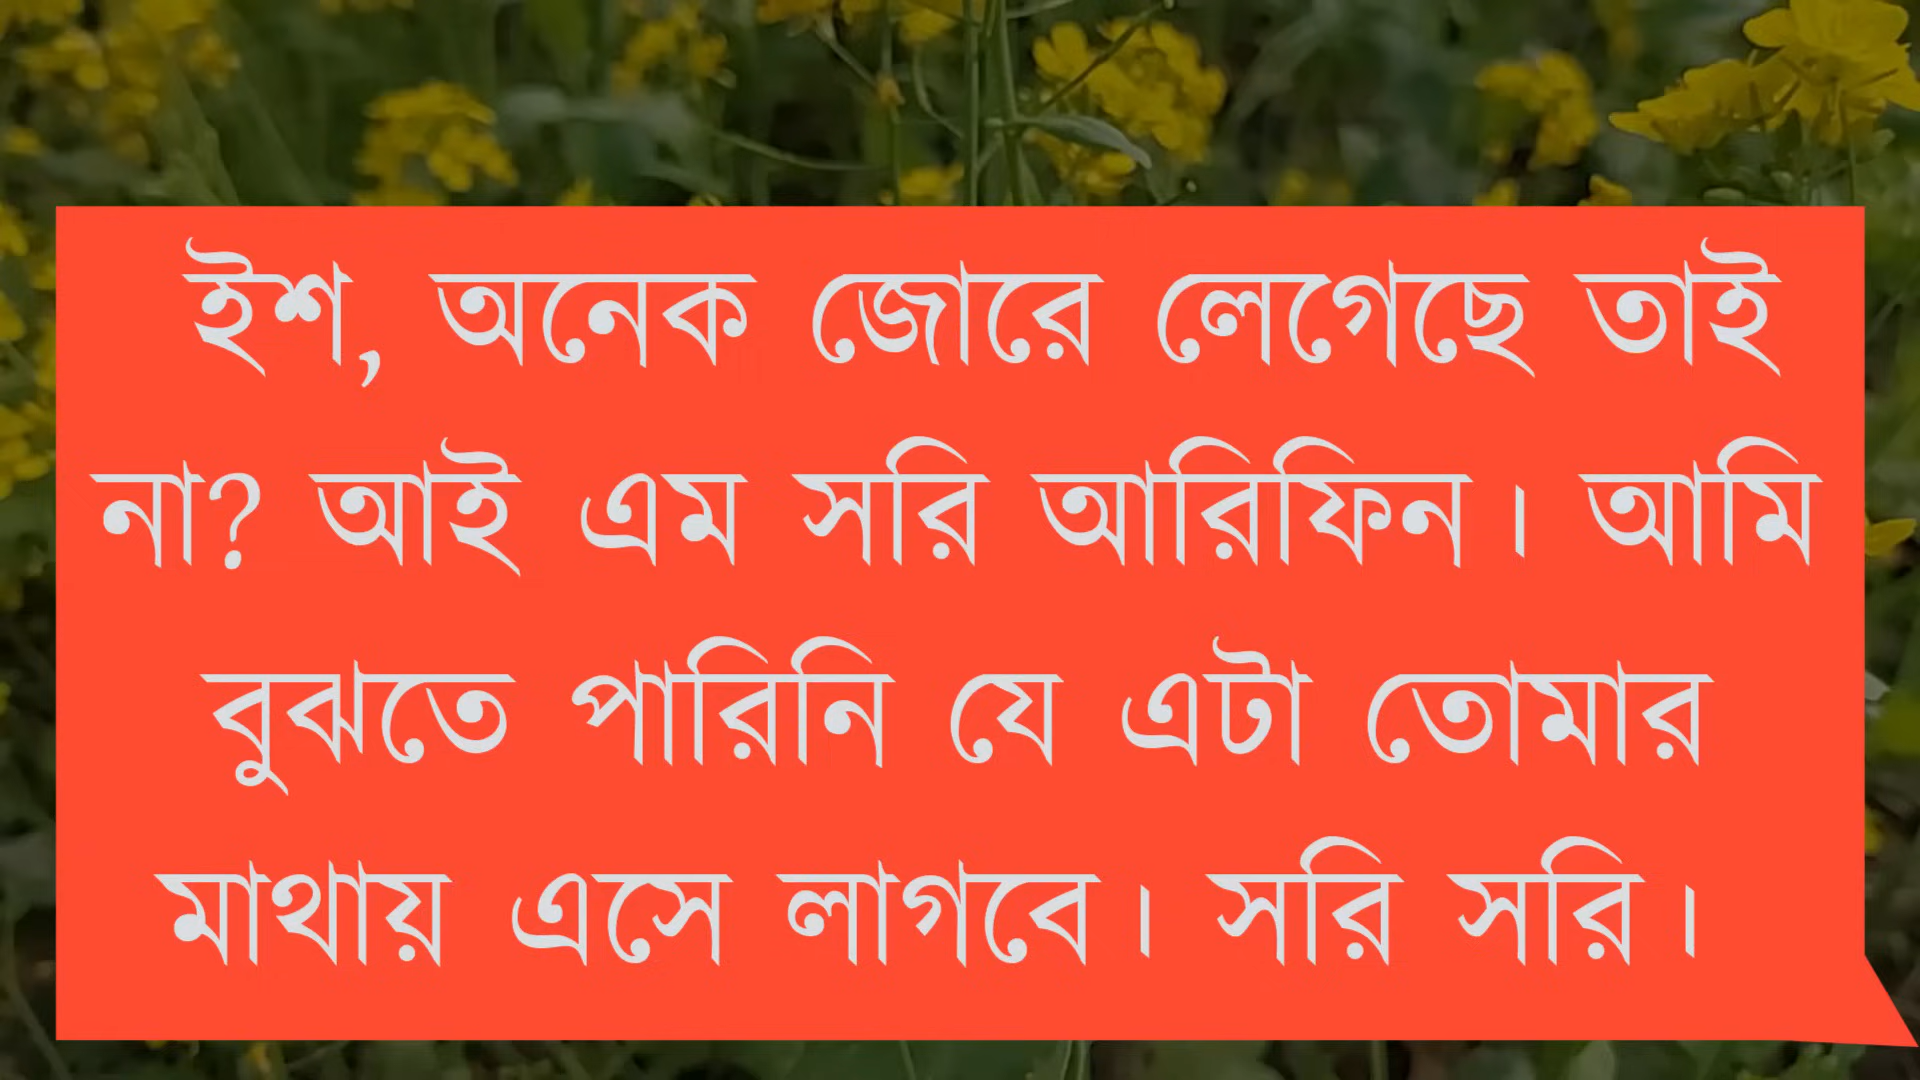 ইশ, অনেক জোরে লেগেছে তাই
না? আই এম সরি আরিফিন। আমি
বুঝতে পারিনি যে এটা তোমার
মাথায় এসে লাগবে। সরি সরি।